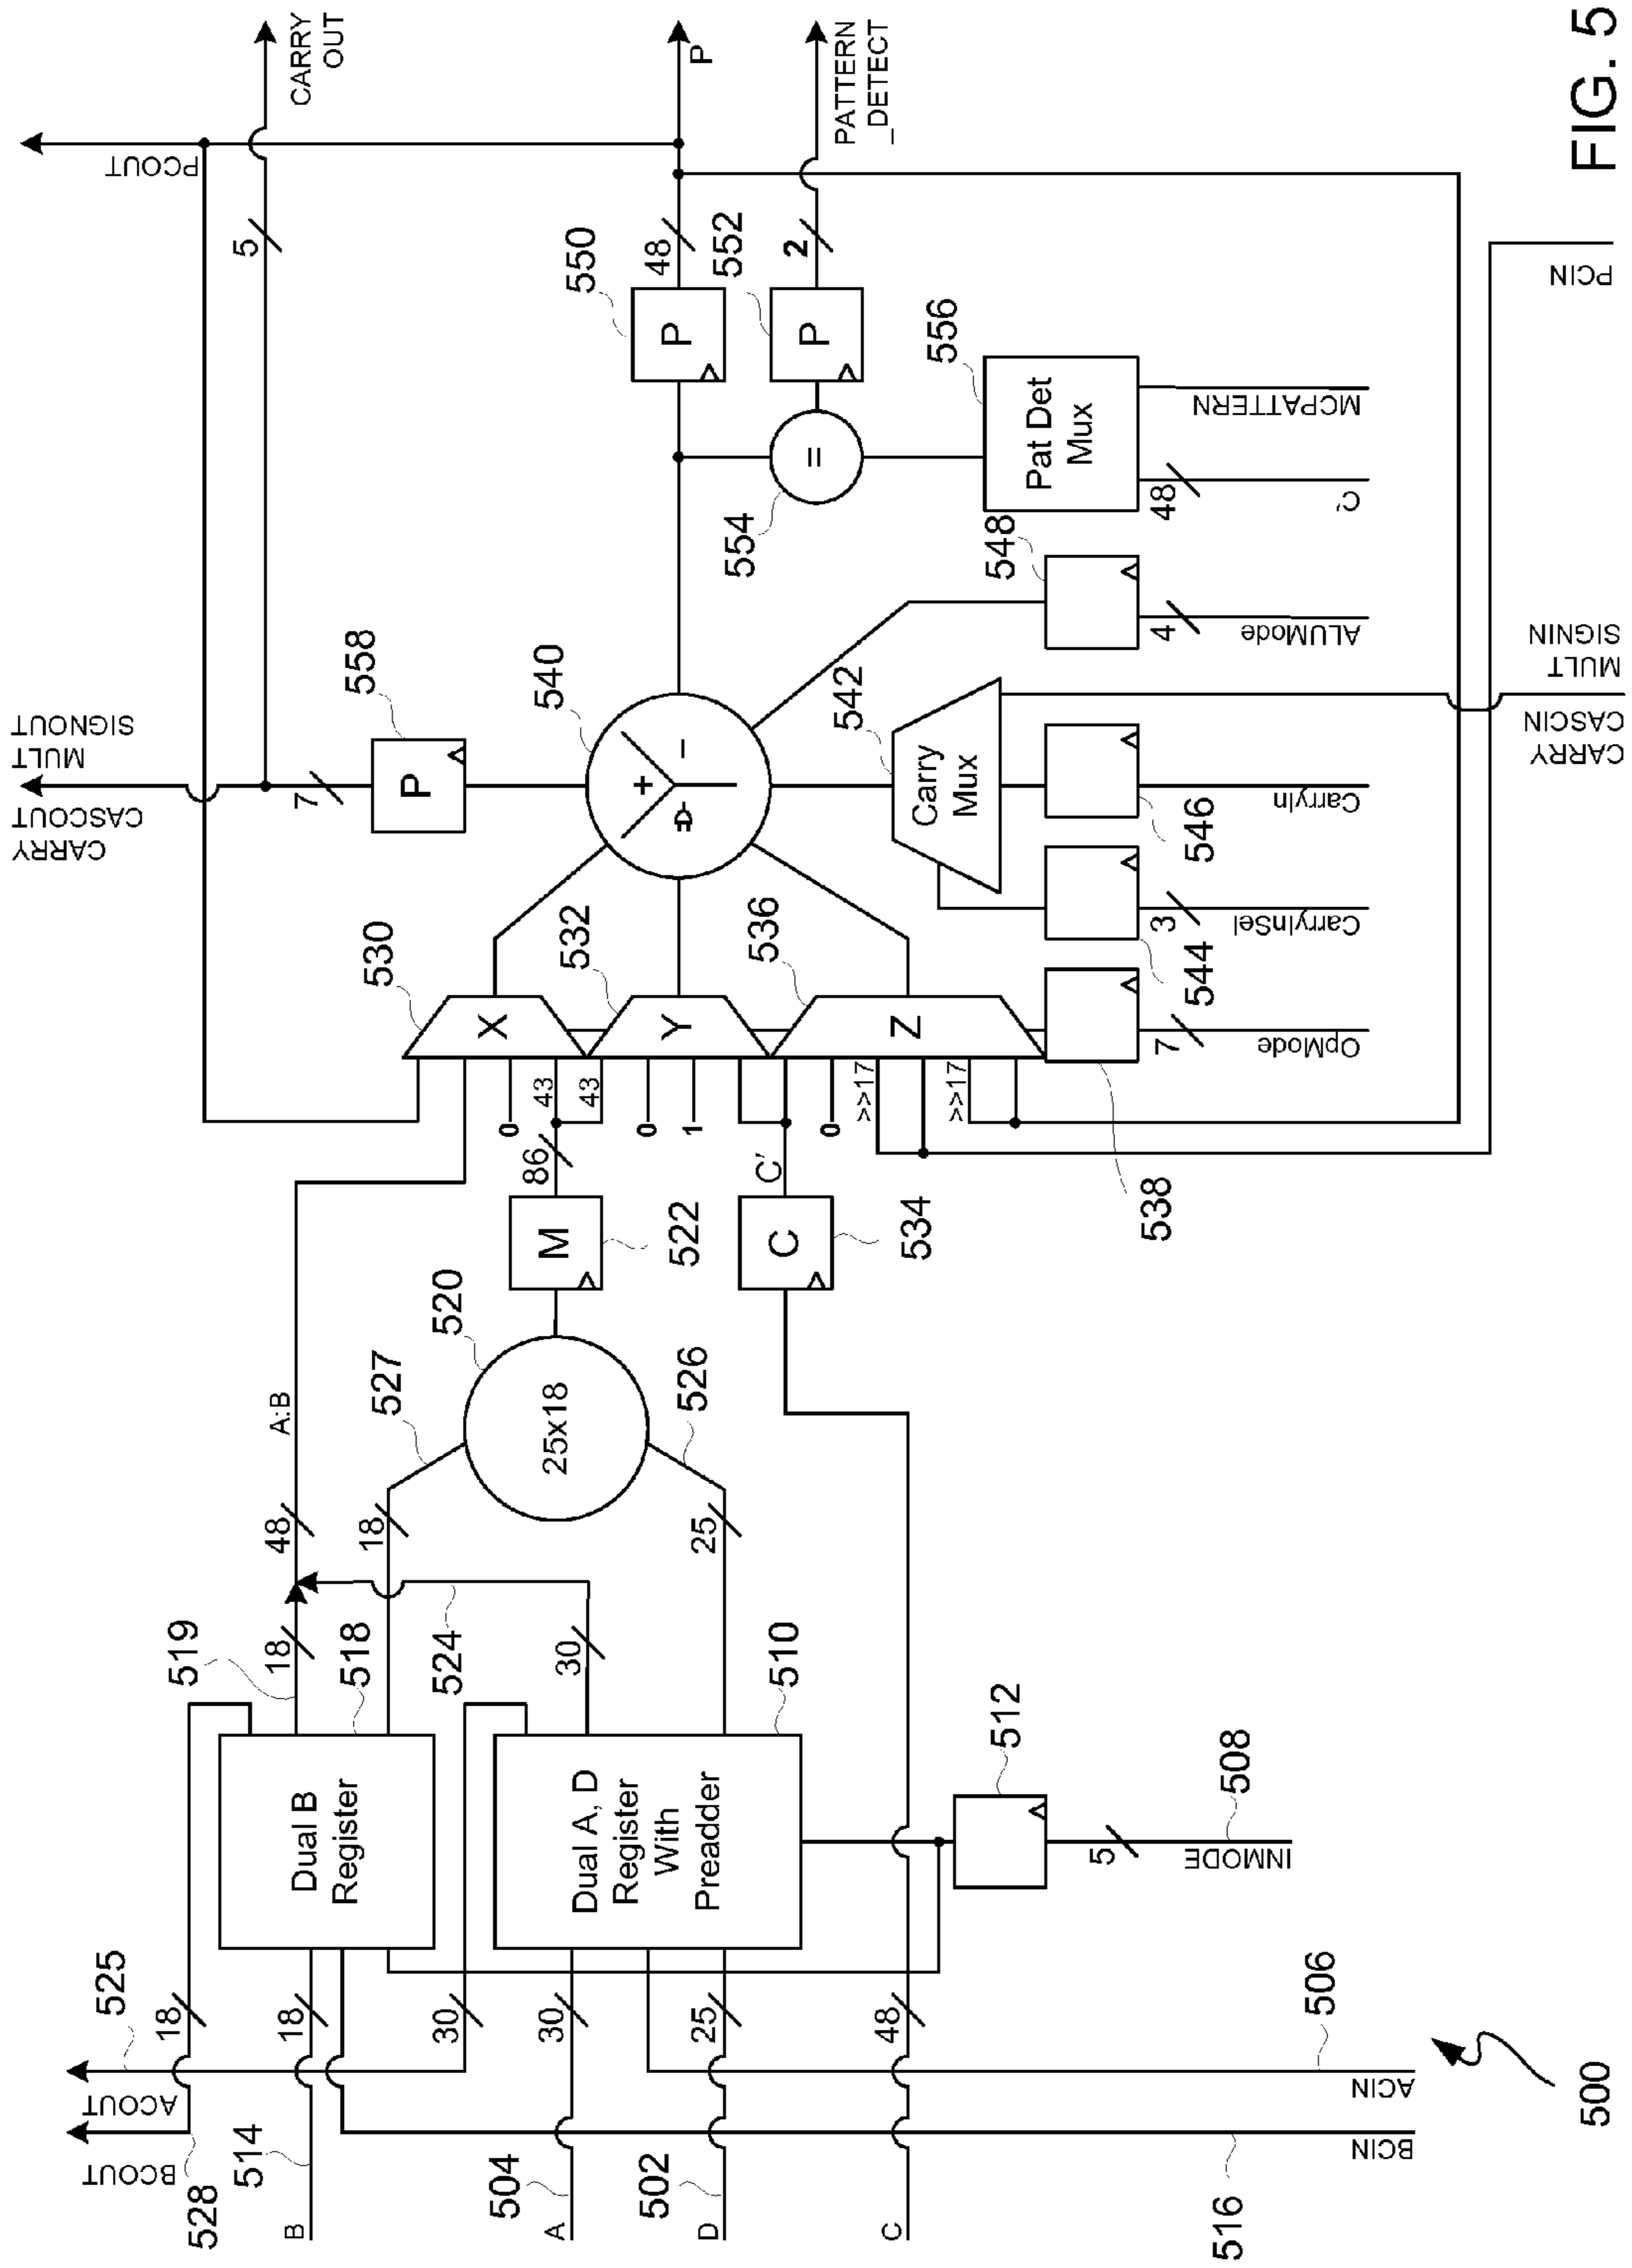 FIG. 5
500
B
514
A
504
D
502
C
BCOUT
528
ACOUT
525
BCIN
516
ACIN
506
18
18
30
30
25
48
Dual B
Register
518
519
18
Dual A, D
Register
With
Preadder
510
524
30
512
INMODE
508
5
48
A:B
18
527
25
526
25x18
520
M
522
86
C
534
C'
43
43
0
0
1
0
>>17
>>17
X
530
Y
532
Z
536
538
OpMode
7
540
+
–
Carry
Mux
542
544
CarryInSel
3
546
CarryIn
548
ALUMode
4
CARRY
CASCIN
MULT
SIGNIN
PCIN
P
558
7
CARRY
CASCOUT
MULT
SIGNOUT
5
CARRY
OUT
PCOUT
P
550
48
P
=
554
P
552
2
PATTERN
_DETECT
Pat Det
Mux
556
48
C'
MCPATTERN